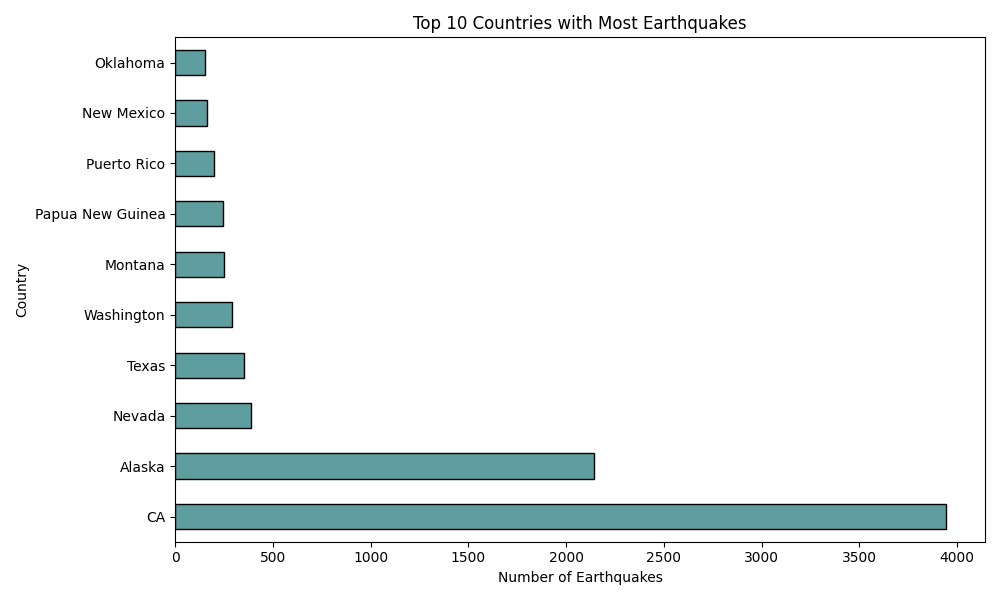 Top 10 Countries with Most Earthquakes
Country
Oklahoma
New Mexico
Puerto Rico
Papua New Guinea
Montana
Washington
Texas
Nevada
Alaska
CA
0 500 1000 1500 2000 2500 3000 3500 4000
Number of Earthquakes